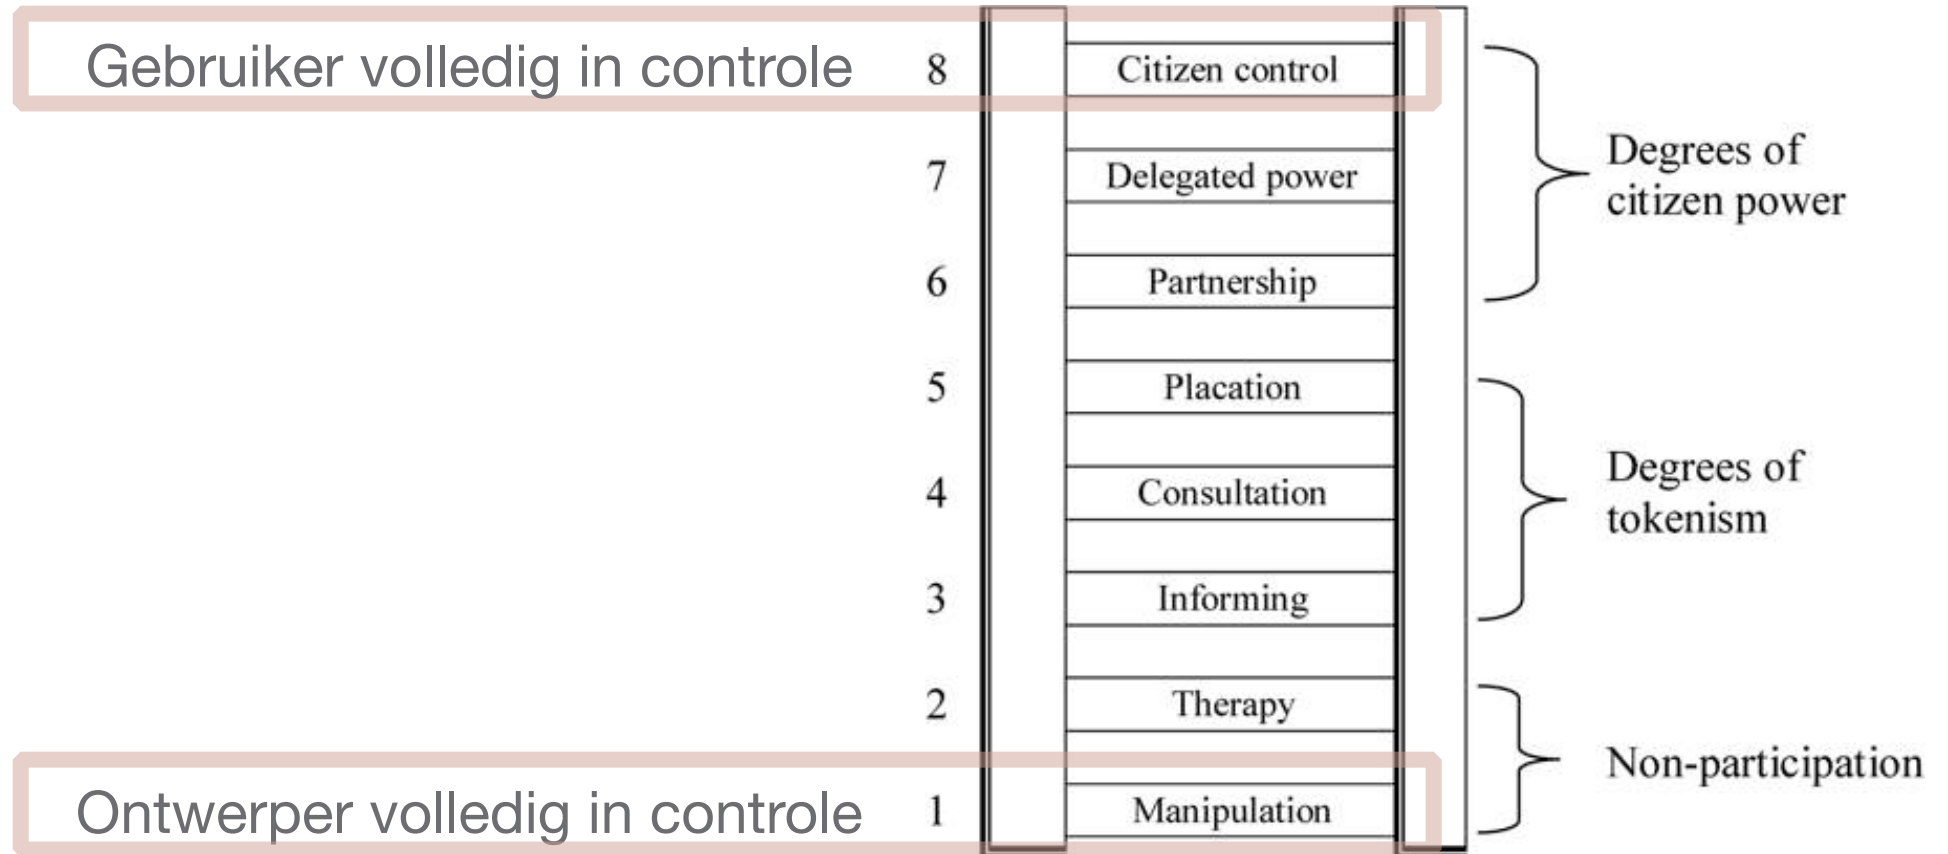 Gebruiker volledig in controle 8 Citizen control
7 Delegated power
Degrees of
citizen power
6 Partnership
5 Placation
4 Consultation
Degrees of
tokenism
3 Informing
2 Therapy
Non-participation
Ontwerper volledig in controle 1 Manipulation